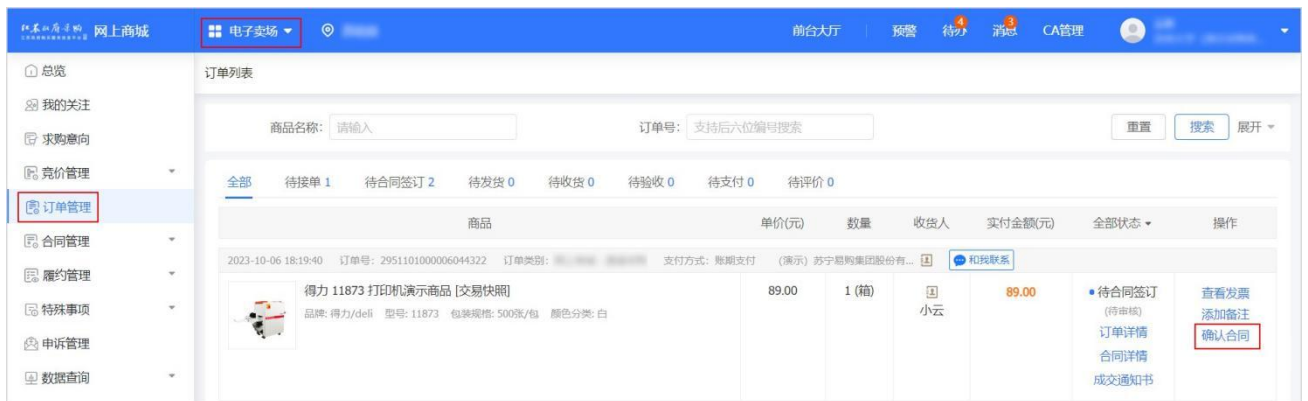 网上商城 电子卖场 前台大厅 预警 待办 4 消息 3 CA管理
总览
订单列表
我的关注
商品名称: 请输入 订单号: 支持后六位编号搜索 重置 搜索 展开
求购意向
竞价管理
全部 待接单 1 待合同签订 2 待发货 0 待收货 0 待验收 0 待支付 0 待评价 0
订单管理
商品 单价(元) 数量 收货人 实付金额(元) 全部状态 操作
合同管理
2023-10-06 18:19:40 订单号: 2951101000006044322 订单类别: 支付方式: 账期支付 (演示) 苏宁易购集团股份有... 和我联系
履约管理
得力 11873 打印机演示商品 [交易快照] 89.00 1 (箱) 小云 89.00 待合同签订 查看发票
品牌: 得力/deli 型号: 11873 包装规格: 500张/包 颜色分类: 白 (待审核) 添加备注
特殊事项
订单详情 确认合同
申诉管理
合同详情
数据查询
成交通知书